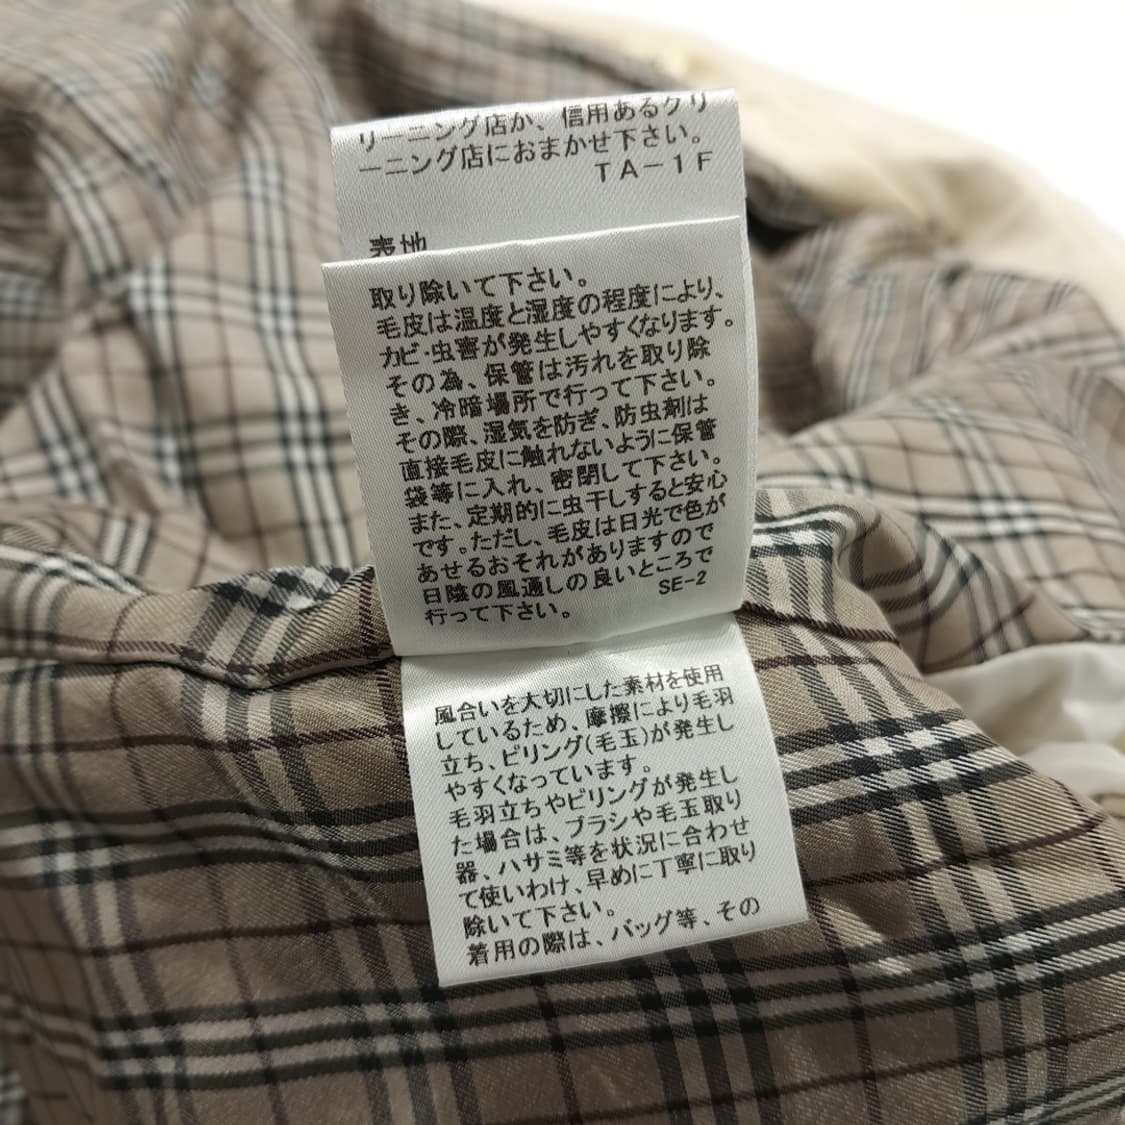 リーニング店か、信用あるクリ
ーニング店におまかせ下さい。
TA-1F
表地
取り除いて下さい。
毛皮は温度と湿度の程度により、
カビ・虫害が発生しやすくなります。
その為、保管は汚れを取り除
き、冷暗場所で行って下さい。
その際、湿気を防ぎ、防虫剤は
直接毛皮に触れないように保管
袋等に入れ、密閉して下さい。
また、定期的に虫干しすると安心
です。ただし、毛皮は日光で色が
あせるおそれがありますので
日陰の風通しの良いところで
行って下さい。 SE-2
風合いを大切にした素材を使用
しているため、摩擦により毛羽
立ち、ピリング(毛玉)が発生し
やすくなっています。
毛羽立ちやピリングが発生し
た場合は、ブラシや毛玉取り
器、ハサミ等を状況に合わせ
て使いわけ、早めに丁寧に取り
除いて下さい。
着用の際は、バッグ等、その